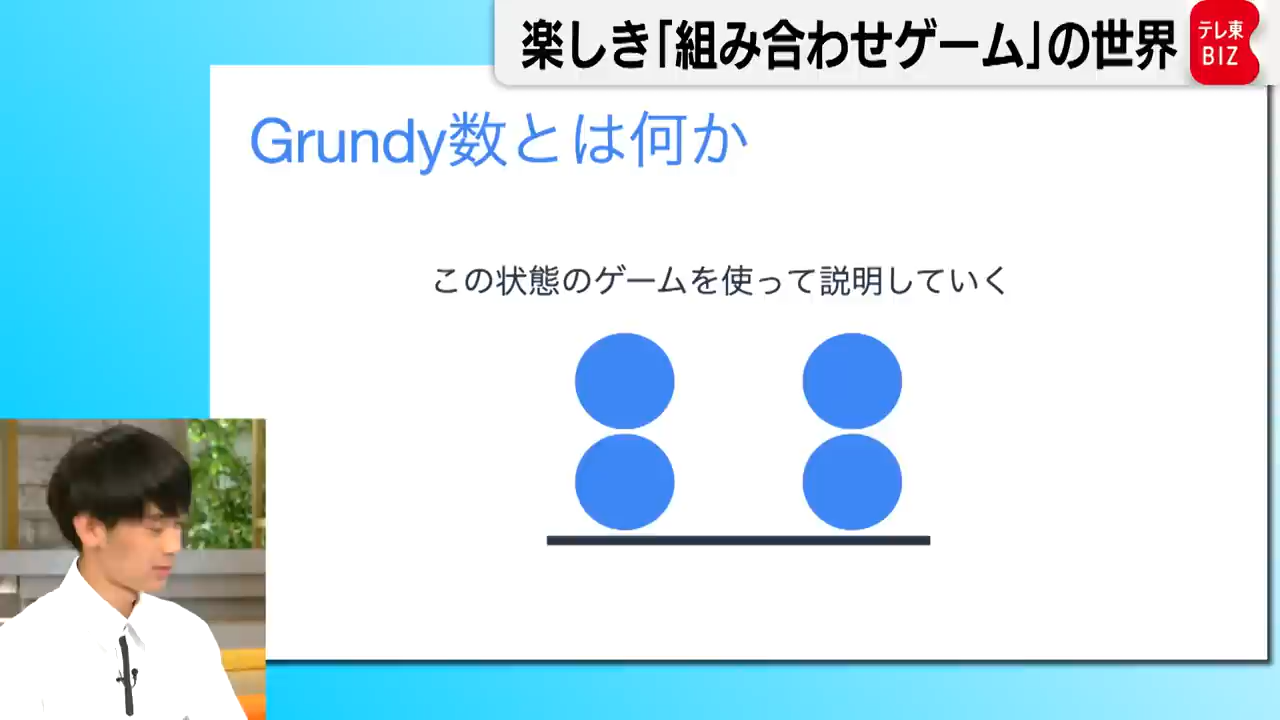 楽しき「組み合わせゲーム」の世界
テレ東
BIZ
Grundy数とは何か
この状態のゲームを使って説明していく